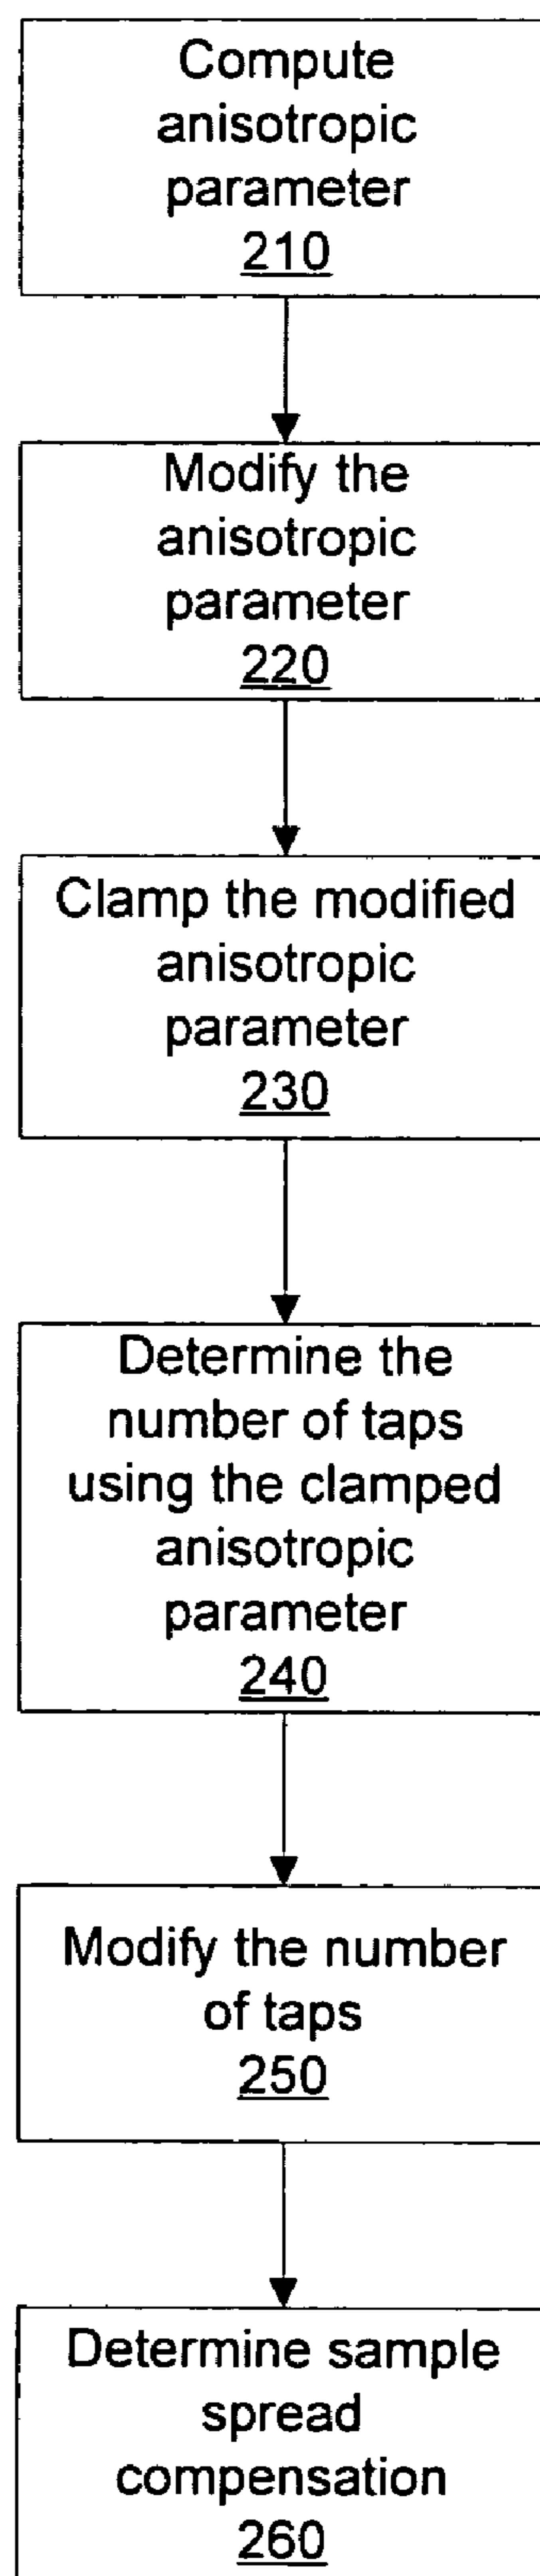 Compute
anisotropic
parameter
210
Modify the
anisotropic
parameter
220
Clamp the modified
anisotropic
parameter
230
Determine the
number of taps
using the clamped
anisotropic
parameter
240
Modify the number
of taps
250
Determine sample
spread
compensation
260